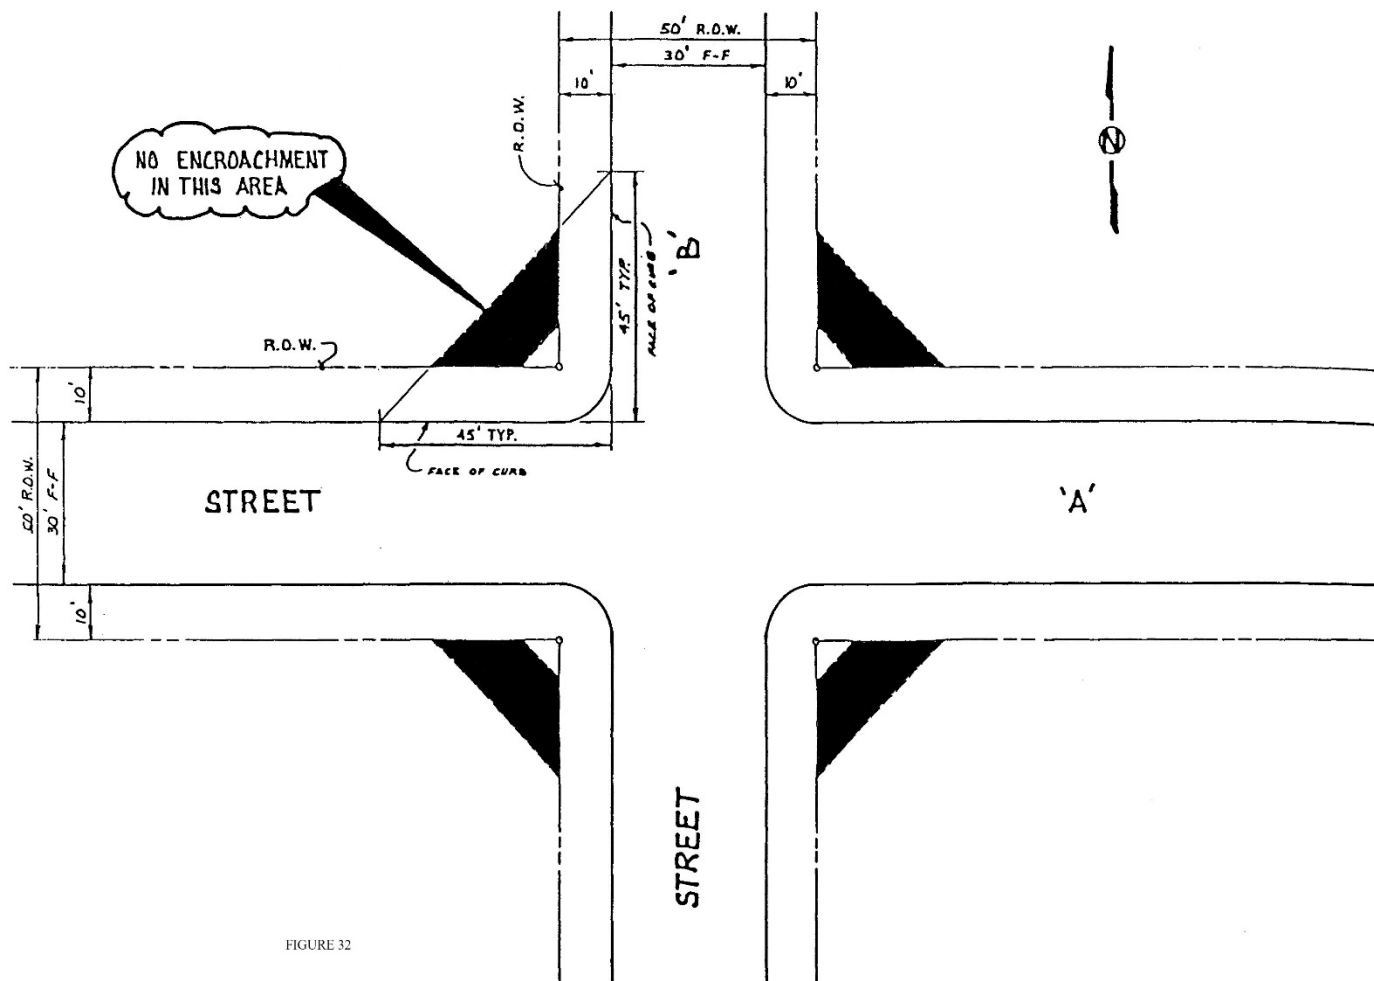 50' R.O.W.
30' F-F
10'
10'
R.O.W.
N
NO ENCROACHMENT
IN THIS AREA
'B'
45' TYP.
FACE OF CURB
R.O.W.
10'
45' TYP.
FACE OF CURB
50' R.O.W.
30' F-F
STREET
'A'
10'
STREET
FIGURE 32